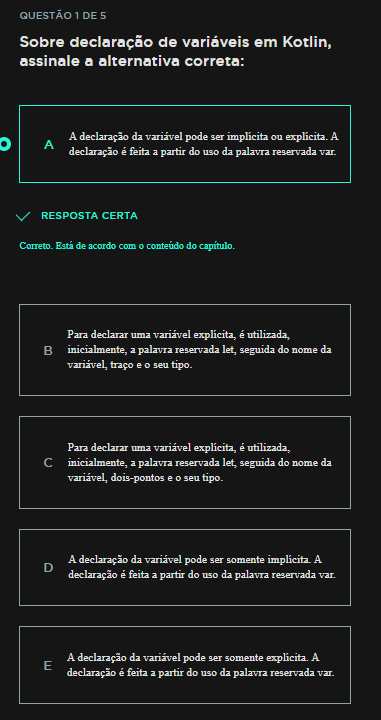 QUESTÃO 1 DE 5
Sobre declaração de variáveis em Kotlin,
assinale a alternativa correta:
A
A declaração da variável pode ser implícita ou explícita. A
declaração é feita a partir do uso da palavra reservada var.
RESPOSTA CERTA
Correto. Está de acordo com o conteúdo do capítulo.
B
Para declarar uma variável explícita, é utilizada,
inicialmente, a palavra reservada let, seguida do nome da
variável, traço e o seu tipo.
C
Para declarar uma variável explícita, é utilizada,
inicialmente, a palavra reservada let, seguida do nome da
variável, dois-pontos e o seu tipo.
D
A declaração da variável pode ser somente implícita. A
declaração é feita a partir do uso da palavra reservada var.
E
A declaração da variável pode ser somente explícita. A
declaração é feita a partir do uso da palavra reservada var.